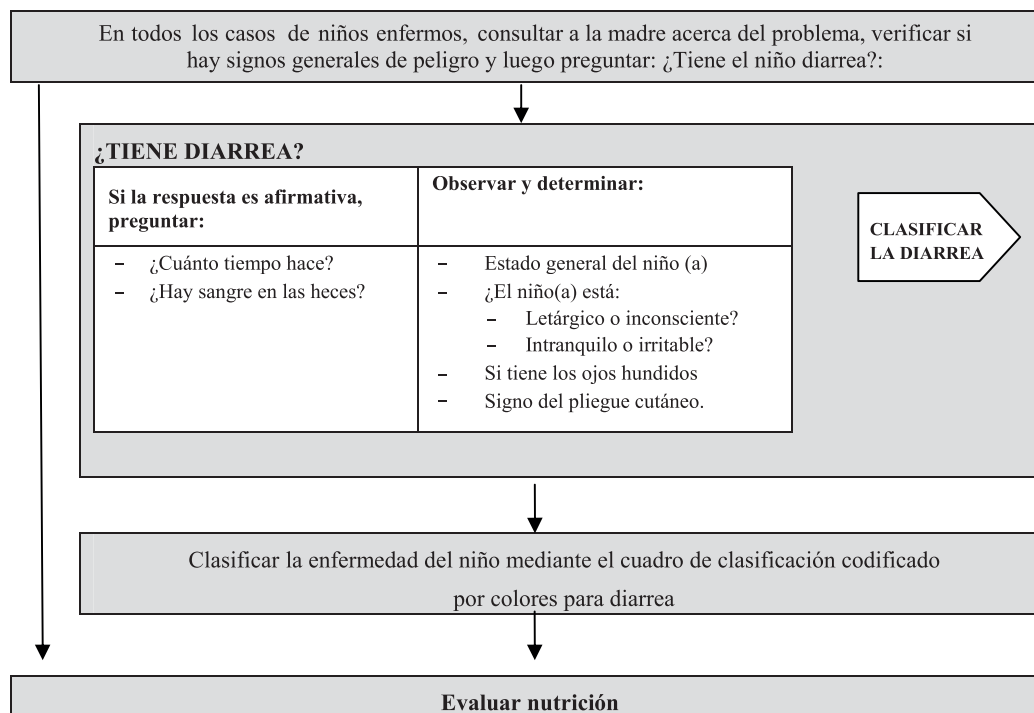 En todos los casos de niños enfermos, consultar a la madre acerca del problema, verificar si
hay signos generales de peligro y luego preguntar: ¿Tiene el niño diarrea?:
¿TIENE DIARREA?
Si la respuesta es afirmativa,
preguntar:
– ¿Cuánto tiempo hace?
– ¿Hay sangre en las heces?
Observar y determinar:
– Estado general del niño (a)
– ¿El niño(a) está:
– Letárgico o inconsciente?
– Intranquilo o irritable?
– Si tiene los ojos hundidos
– Signo del pliegue cutáneo.
CLASIFICAR
LA DIARREA
Clasificar la enfermedad del niño mediante el cuadro de clasificación codificado
por colores para diarrea
Evaluar nutrición